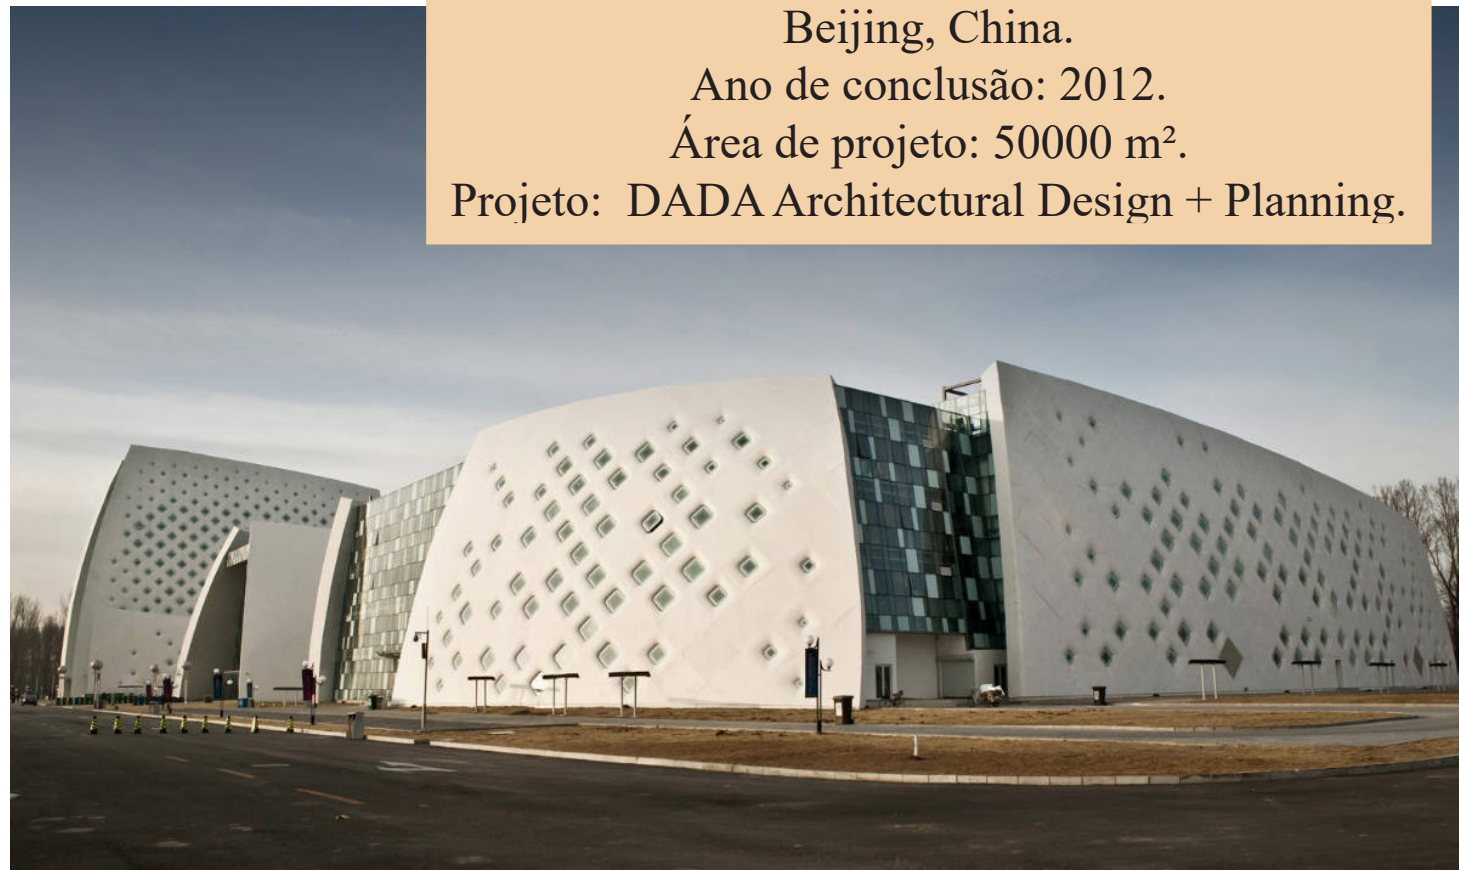 Beijing, China.
Ano de conclusão: 2012.
Área de projeto: 50000 m².
Projeto: DADA Architectural Design + Planning.